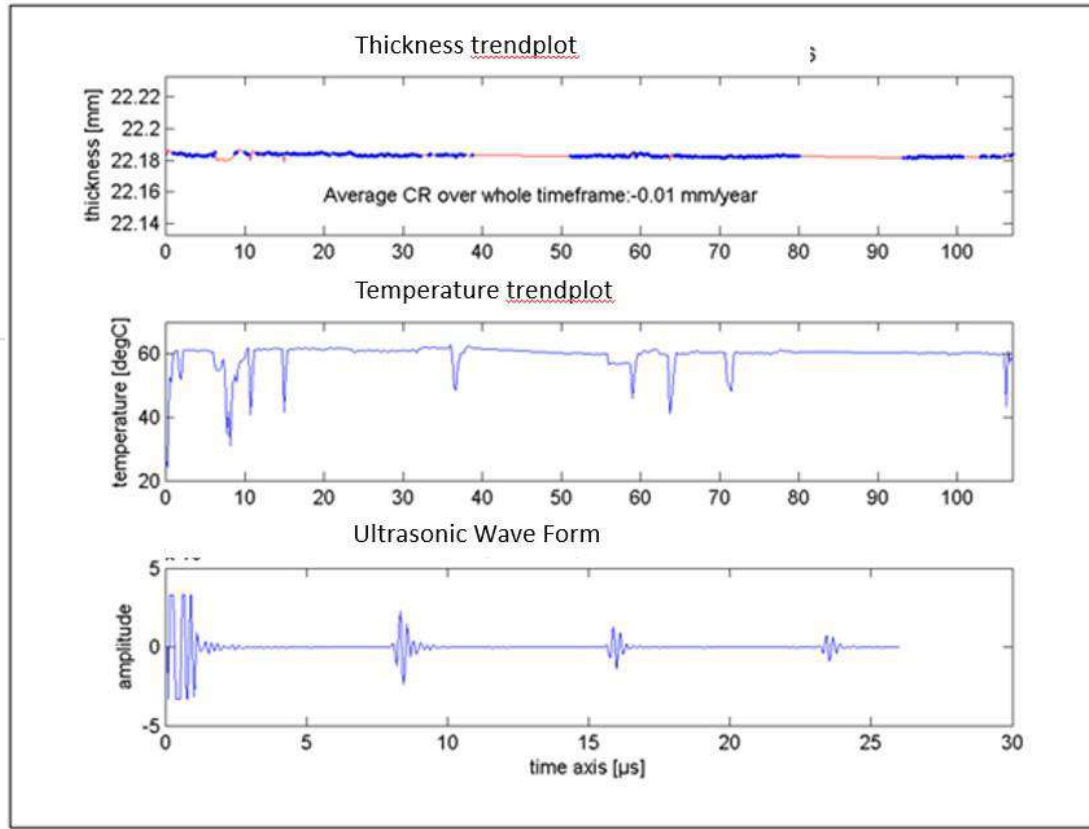 Thickness trendplot
thickness [mm]
22.22
22.2
22.18
22.16
22.14
Average CR over whole timeframe:-0.01 mm/year
0 10 20 30 40 50 60 70 80 90 100
Temperature trendplot
temperature [degC]
60
40
20
0 10 20 30 40 50 60 70 80 90 100
Ultrasonic Wave Form
amplitude
5
0
-5
0 5 10 15 20 25 30
time axis [µs]